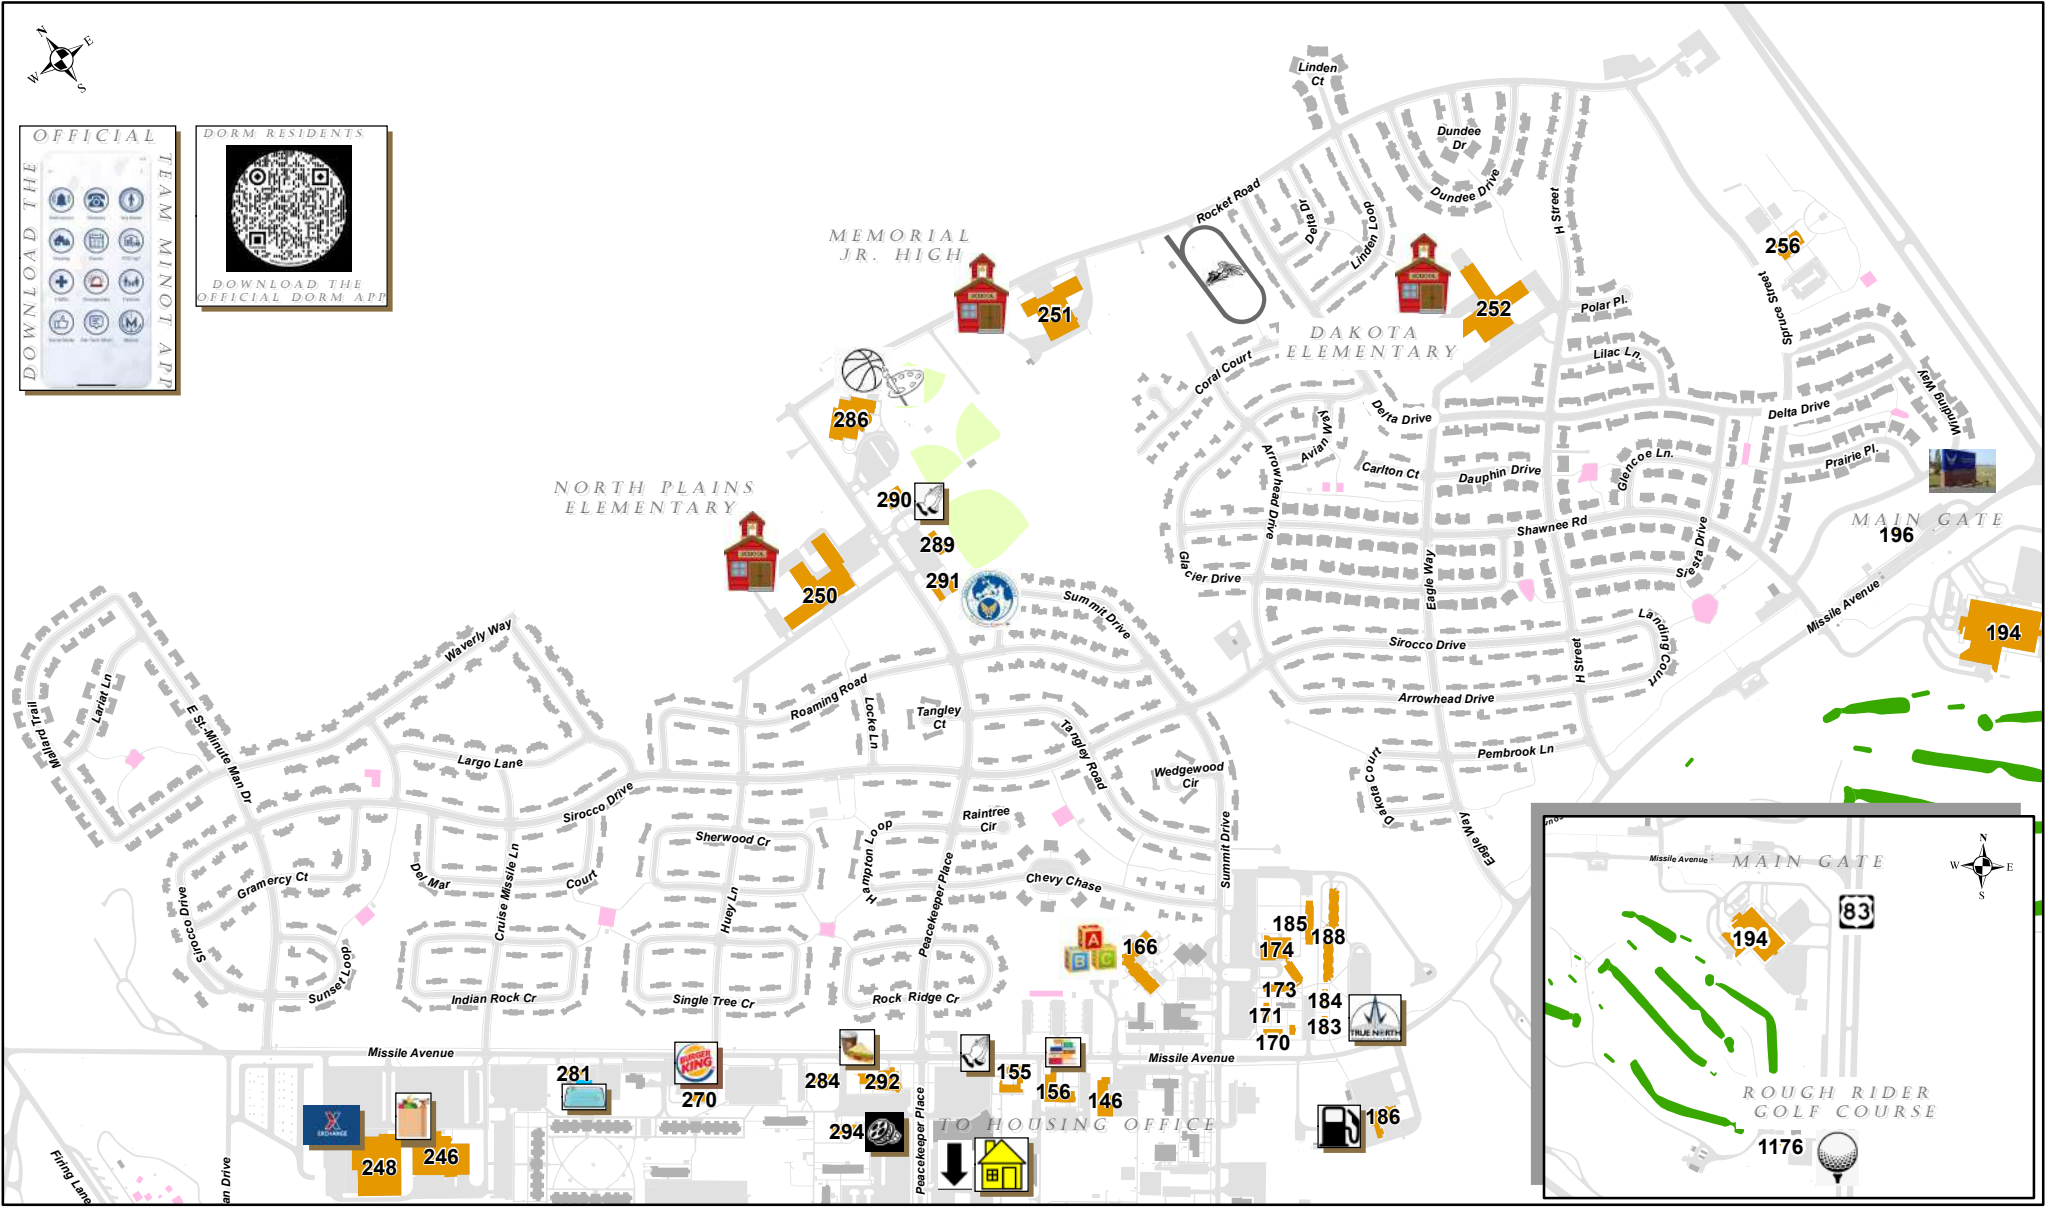 N
E
W
S
OFFICIAL
DOWNLOAD THE
TEAM MINOT APP
DORM RESIDENTS
DOWNLOAD THE
OFFICIAL DORM APP
Linden
Ct
Dundee
Dr
Dundee Drive
Rocket Road
Delta Dr
Linden Loop
H Street
MEMORIAL
JR. HIGH
SCHOOL
251
SCHOOL
252
256
DAKOTA
ELEMENTARY
Polar Pl.
Spruce Street
Lilac Ln.
Coral Court
Winding Way
286
Delta Drive
Delta Drive
Avian Way
Arrowhead Drive
Carlton Ct
Dauphin Drive
Glencoe Ln.
Prairie Pl.
NORTH PLAINS
ELEMENTARY
SCHOOL
290
289
291
250
Shawnee Rd
MAIN GATE
196
Glacier Drive
Eagle Way
Siesta Drive
Missile Avenue
194
Summit Drive
Landing Court
Sirocco Drive
H Street
Arrowhead Drive
Waverly Way
Roaming Road
Locke Ln
Tangley
Ct
Tangley Road
Mallard Trail
Lariat Ln
E St.-Minute Man Dr
Largo Lane
Sirocco Drive
Wedgewood
Cir
Pembrook Ln
Dakota Court
Eagle Way
Sherwood Cr
Hampton Loop
Raintree
Cir
Summit Drive
Chevy Chase
Peacekeeper Place
Gramercy Ct
Del Mar
Court
Cruise Missile Ln
Huey Ln
Sirocco Drive
Sunset Loop
Indian Rock Cr
Single Tree Cr
Rock Ridge Cr
A
B
C
166
185
188
174
173
184
171
183
170
TRUE NORTH
Missile Avenue
Missile Avenue
281
BURGER
KING
270
284
292
155
156
146
186
294
X
EXCHANGE
248
246
TO HOUSING OFFICE
Peacekeeper Place
Firing Lane
an Drive
Missile Avenue
MAIN GATE
N
W
E
S
83
194
ROUGH RIDER
GOLF COURSE
1176